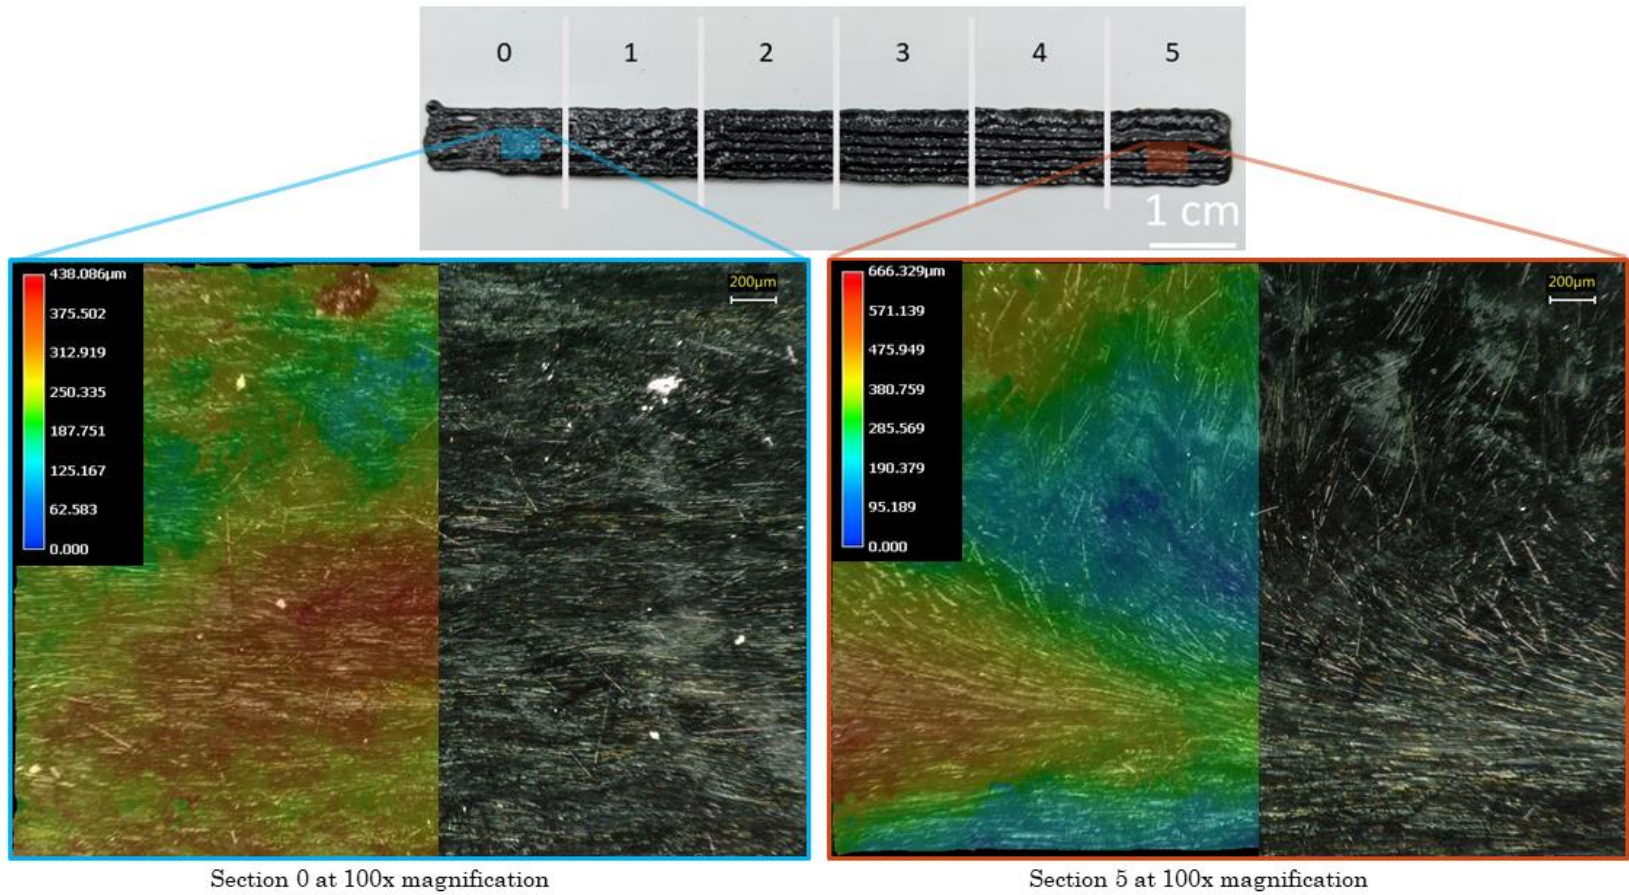 0 1 2 3 4 5
1 cm
438.086µm
375.502
312.919
250.335
187.751
125.167
62.583
0.000
200µm
666.329µm
571.139
475.949
380.759
285.569
190.379
95.189
0.000
200µm
Section 0 at 100x magnification
Section 5 at 100x magnification